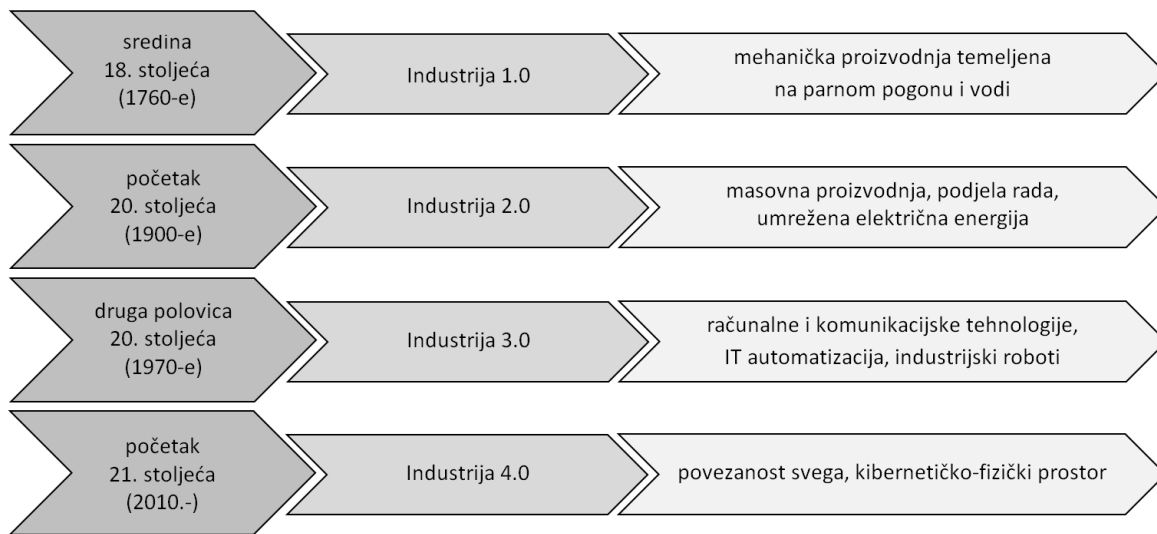 sredina
18. stoljeća
(1760-e)
Industrija 1.0
mehanička proizvodnja temeljena
na parnom pogonu i vodi
početak
20. stoljeća
(1900-e)
Industrija 2.0
masovna proizvodnja, podjela rada,
umrežena električna energija
druga polovica
20. stoljeća
(1970-e)
Industrija 3.0
računalne i komunikacijske tehnologije,
IT automatizacija, industrijski roboti
početak
21. stoljeća
(2010.-)
Industrija 4.0
povezanost svega, kibernetičko-fizički prostor